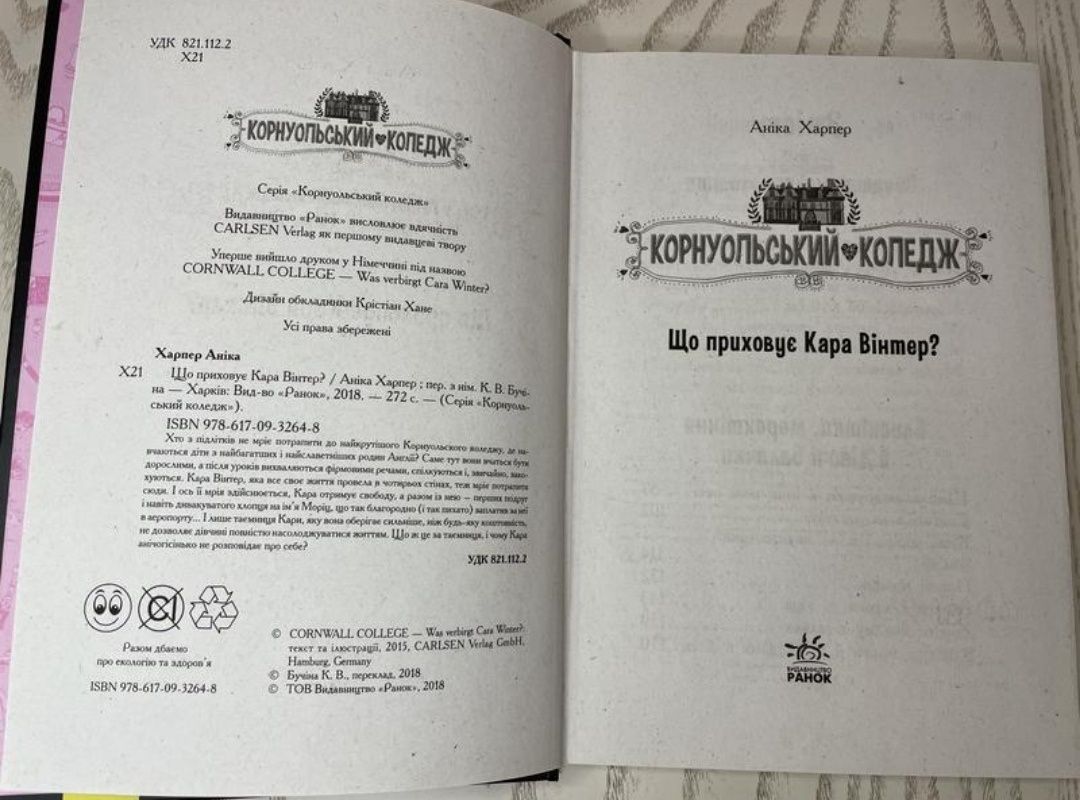 УДК 821.112.2
Х21
КОРНУОЛЬСЬКИЙ КОЛЕДЖ
Серія «Корнуольський коледж»
Видавництво «Ранок» висловлює вдячність
CARLSEN Verlag як першому видавцеві твору
Уперше вийшло друком у Німеччині під назвою
CORNWALL COLLEGE — Was verbirgt Cara Winter?
Дизайн обкладинки Крістіан Хане
Усі права збережені
Харпер Аніка
Х21 Що приховує Кара Вінтер? / Аніка Харпер ; пер. з нім. К. В. Бучі-
на — Харків: Вид-во «Ранок», 2018. — 272 с. — (Серія «Корнуоль-
ський коледж»).
ISBN 978-617-09-3264-8
Хто з підлітків не мріє потрапити до найкрутішого Корнуольского коледжу, де на-
вчаються діти з найбагатших і найславетніших родин Англії? Саме тут вони вчаться бути
дорослими, а після уроків вихваляються фірмовими речами, спілкуються і, звичайно, зако-
хуються. Кара Вінтер, яка все своє життя провела в чотирьох стінах, теж мріє потрапити
сюди. І ось її мрія здійснюється, Кара отримує свободу, а разом із нею — перших подруг
і навіть дивакуватого хлопця на ім'я Моріц, що так благородно (і так пихато) заплатив за неї
в аеропорту... І лише таємниця Кари, яку вона оберігає сильніше, ніж будь-яку коштовність,
не дозволяє дівчині повністю насолоджуватися життям. Що ж це за таємниця, і чому Кара
анічогісінько не розповідає про себе?
УДК 821.112.2
Cl
Разом дбаємо
про екологію та здоров'я
ISBN 978-617-09-3264-8
© CORNWALL COLLEGE — Was verbirgt Cara Winter?:
текст та ілюстрації, 2015, CARLSEN Verlag GmbH,
Hamburg, Germany
© Бучіна К. В., переклад, 2018
© ТОВ Видавництво «Ранок», 2018
Аніка Харпер
КОРНУОЛЬСЬКИЙ КОЛЕДЖ
Що приховує Кара Вінтер?
ВИДАВНИЦТВО
РАНОК